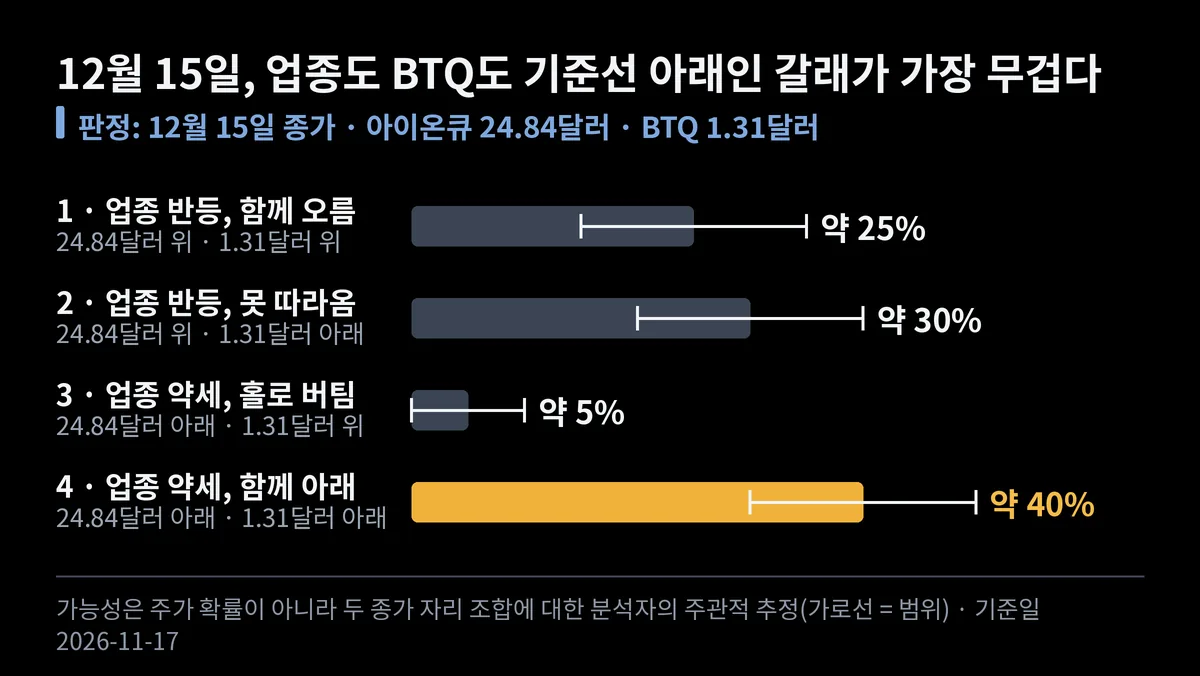 12월 15일, 업종도 BTQ도 기준선 아래인 갈래가 가장 무겁다
판정: 12월 15일 종가 · 아이온큐 24.84달러 · BTQ 1.31달러
1 · 업종 반등, 함께 오름
24.84달러 위 · 1.31달러 위
약 25%
2 · 업종 반등, 못 따라옴
24.84달러 위 · 1.31달러 아래
약 30%
3 · 업종 약세, 홀로 버팀
24.84달러 아래 · 1.31달러 위
약 5%
4 · 업종 약세, 함께 아래
24.84달러 아래 · 1.31달러 아래
약 40%
가능성은 주가 확률이 아니라 두 종가 자리 조합에 대한 분석자의 주관적 추정(가로선 = 범위) · 기준일
2026-11-17